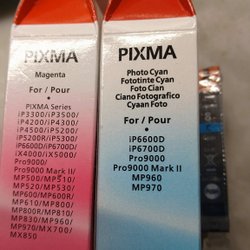 PIXMA
Magenta
For / Pour
PIXMA Series
iP3300/iP3500/
iP4200/iP4300/
iP4500/iP5200/
iP5200R/iP5300/
iP6600D/iP6700D/
iX4000/iX5000/
Pro9000/
Pro9000 Mark II/
MP500/MP510/
MP520/MP530/
MP600/MP600R/
MP610/MP800/
MP800R/MP810/
MP830/MP960/
MP970/MX700/
MX850
PIXMA
Photo Cyan
Fototinte Cyan
Foto Cian
Ciano Fotografico
Cyaan Foto
For / Pour
iP6600D
iP6700D
Pro9000
Pro9000 Mark II
MP960
MP970